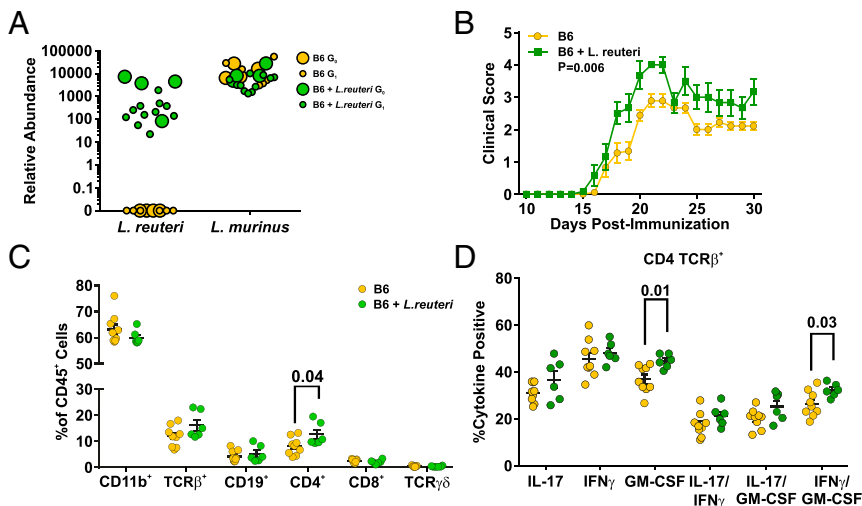 A
100000
10000
1000
100
10
1
0.1
0
Relative Abundance
L. reuteri
L. murinus
B6 G₀
B6 G₁
B6 + L.reuteri G₀
B6 + L.reuteri G₁
B
B6
B6 + L. reuteri
P=0.006
5
4
3
2
1
0
Clinical Score
10
15
20
25
30
Days Post-Immunization
C
80
70
60
50
30
20
10
0
%of CD45⁺ Cells
B6
B6 + L.reuteri
0.04
CD11b⁺
TCRβ⁺
CD19⁺
CD4⁺
CD8⁺
TCRγδ
D
CD4 TCRβ⁺
80
60
40
20
0
%Cytokine Positive
0.01
0.03
IL-17
IFNγ
GM-CSF
IL-17/
IFNγ
IL-17/
GM-CSF
IFNγ/
GM-CSF